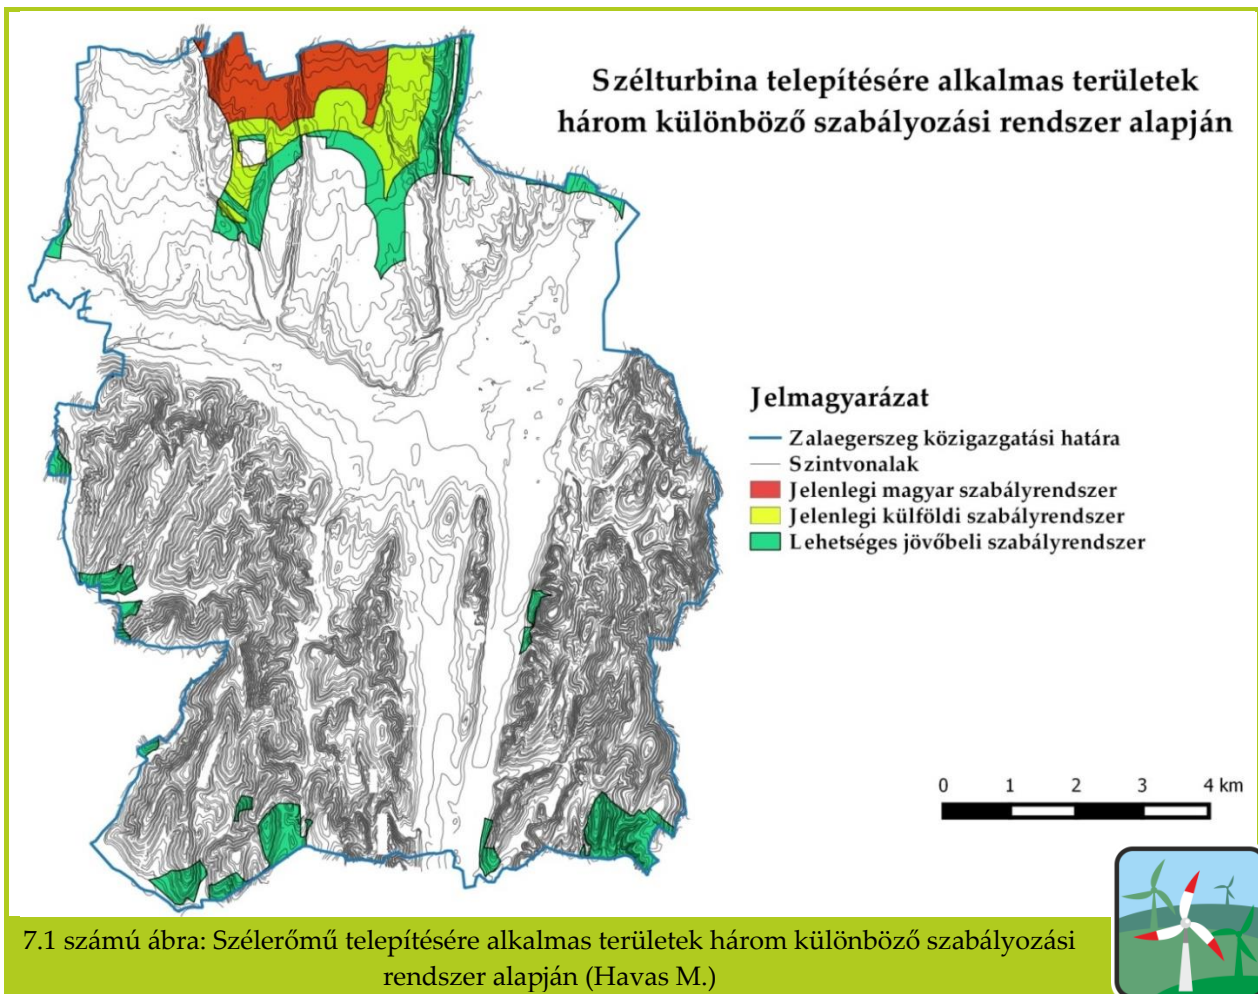 Szélturbina telepítésére alkalmas területek
három különböző szabályozási rendszer alapján
Jelmagyarázat
Zalaegerszeg közigazgatási határa
Szintvonalak
Jelenlegi magyar szabályrendszer
Jelenlegi külföldi szabályrendszer
Lehetséges jövőbeli szabályrendszer
0 1 2 3 4 km
7.1 számú ábra: Szélerőmű telepítésére alkalmas területek három különböző szabályozási
rendszer alapján (Havas M.)